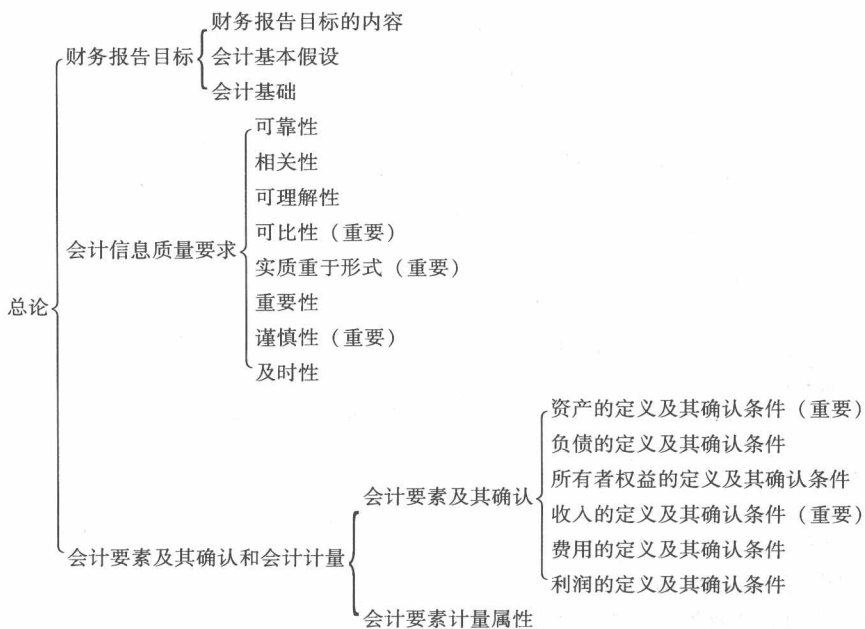 财务报告目标的内容
财务报告目标
会计基本假设
会计基础
可靠性
相关性
可理解性
可比性（重要）
会计信息质量要求
实质重于形式（重要）
总论
重要性
谨慎性（重要）
及时性
资产的定义及其确认条件（重要）
负债的定义及其确认条件
会计要素及其确认
所有者权益的定义及其确认条件
收入的定义及其确认条件（重要）
会计要素及其确认和会计计量
费用的定义及其确认条件
利润的定义及其确认条件
会计要素计量属性